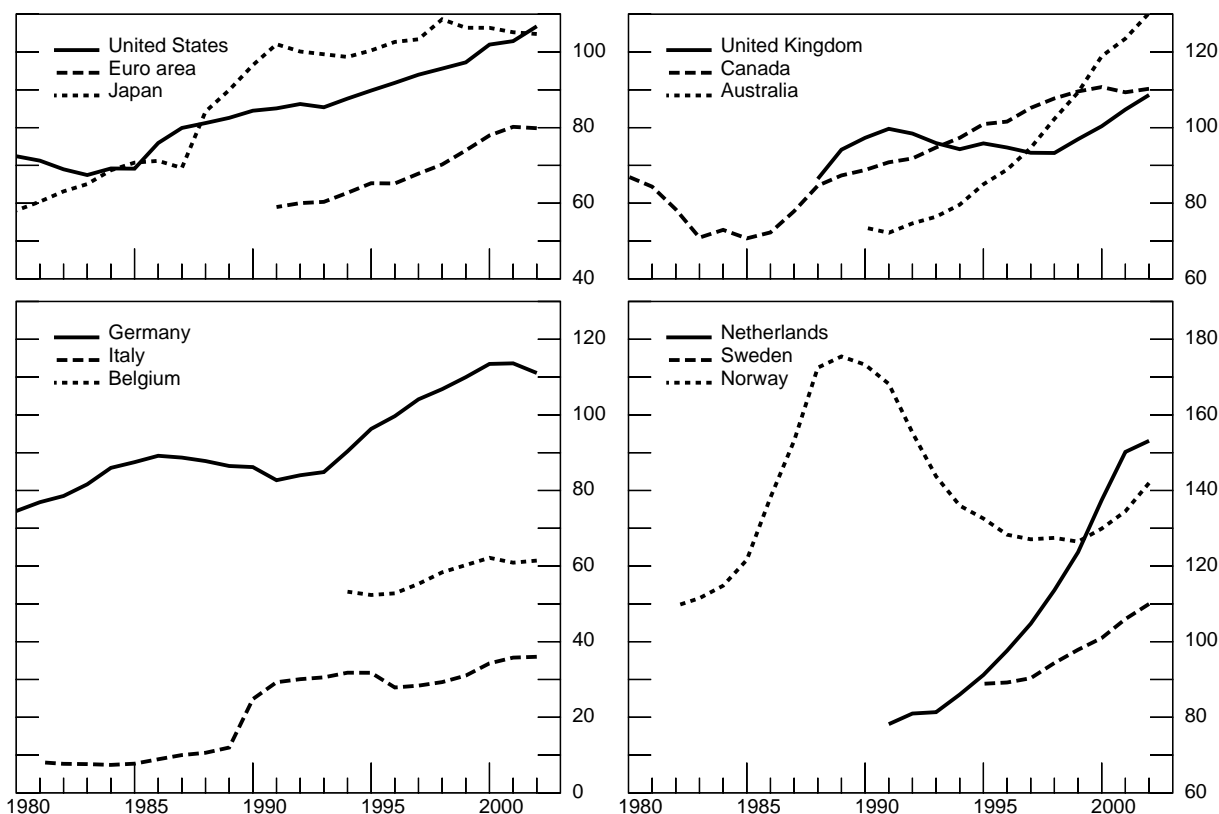 United States
Euro area
Japan
100
80
60
40
United Kingdom
Canada
Australia
120
100
80
60
Germany
Italy
Belgium
120
100
80
60
40
20
0
1980 1985 1990 1995 2000
Netherlands
Sweden
Norway
180
160
140
120
100
80
60
1980 1985 1990 1995 2000